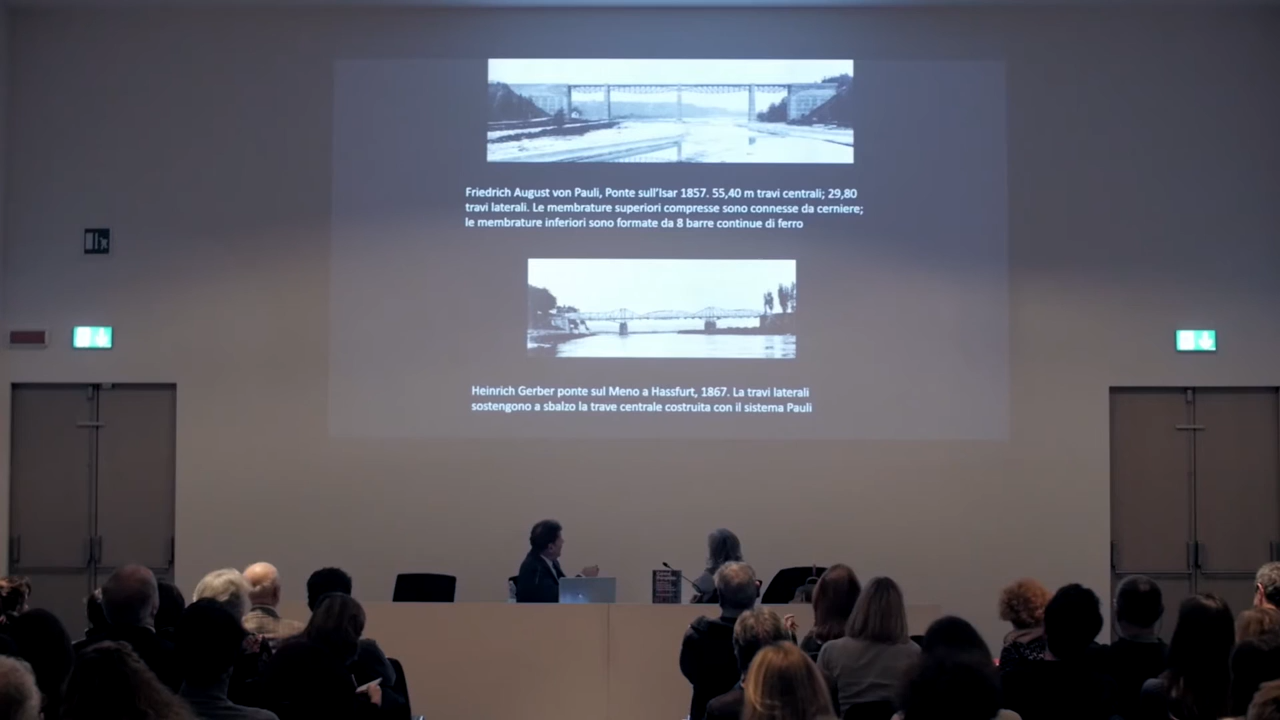 Friedrich August von Pauli, Ponte sull'Isar 1857. 55,40 m travi centrali; 29,80
travi laterali. Le membrature superiori compresse sono connesse da cerniere;
le membrature inferiori sono formate da 8 barre continue di ferro
Heinrich Gerber ponte sul Meno a Hassfurt, 1867. La travi laterali
sostengono a sbalzo la trave centrale costruita con il sistema Pauli